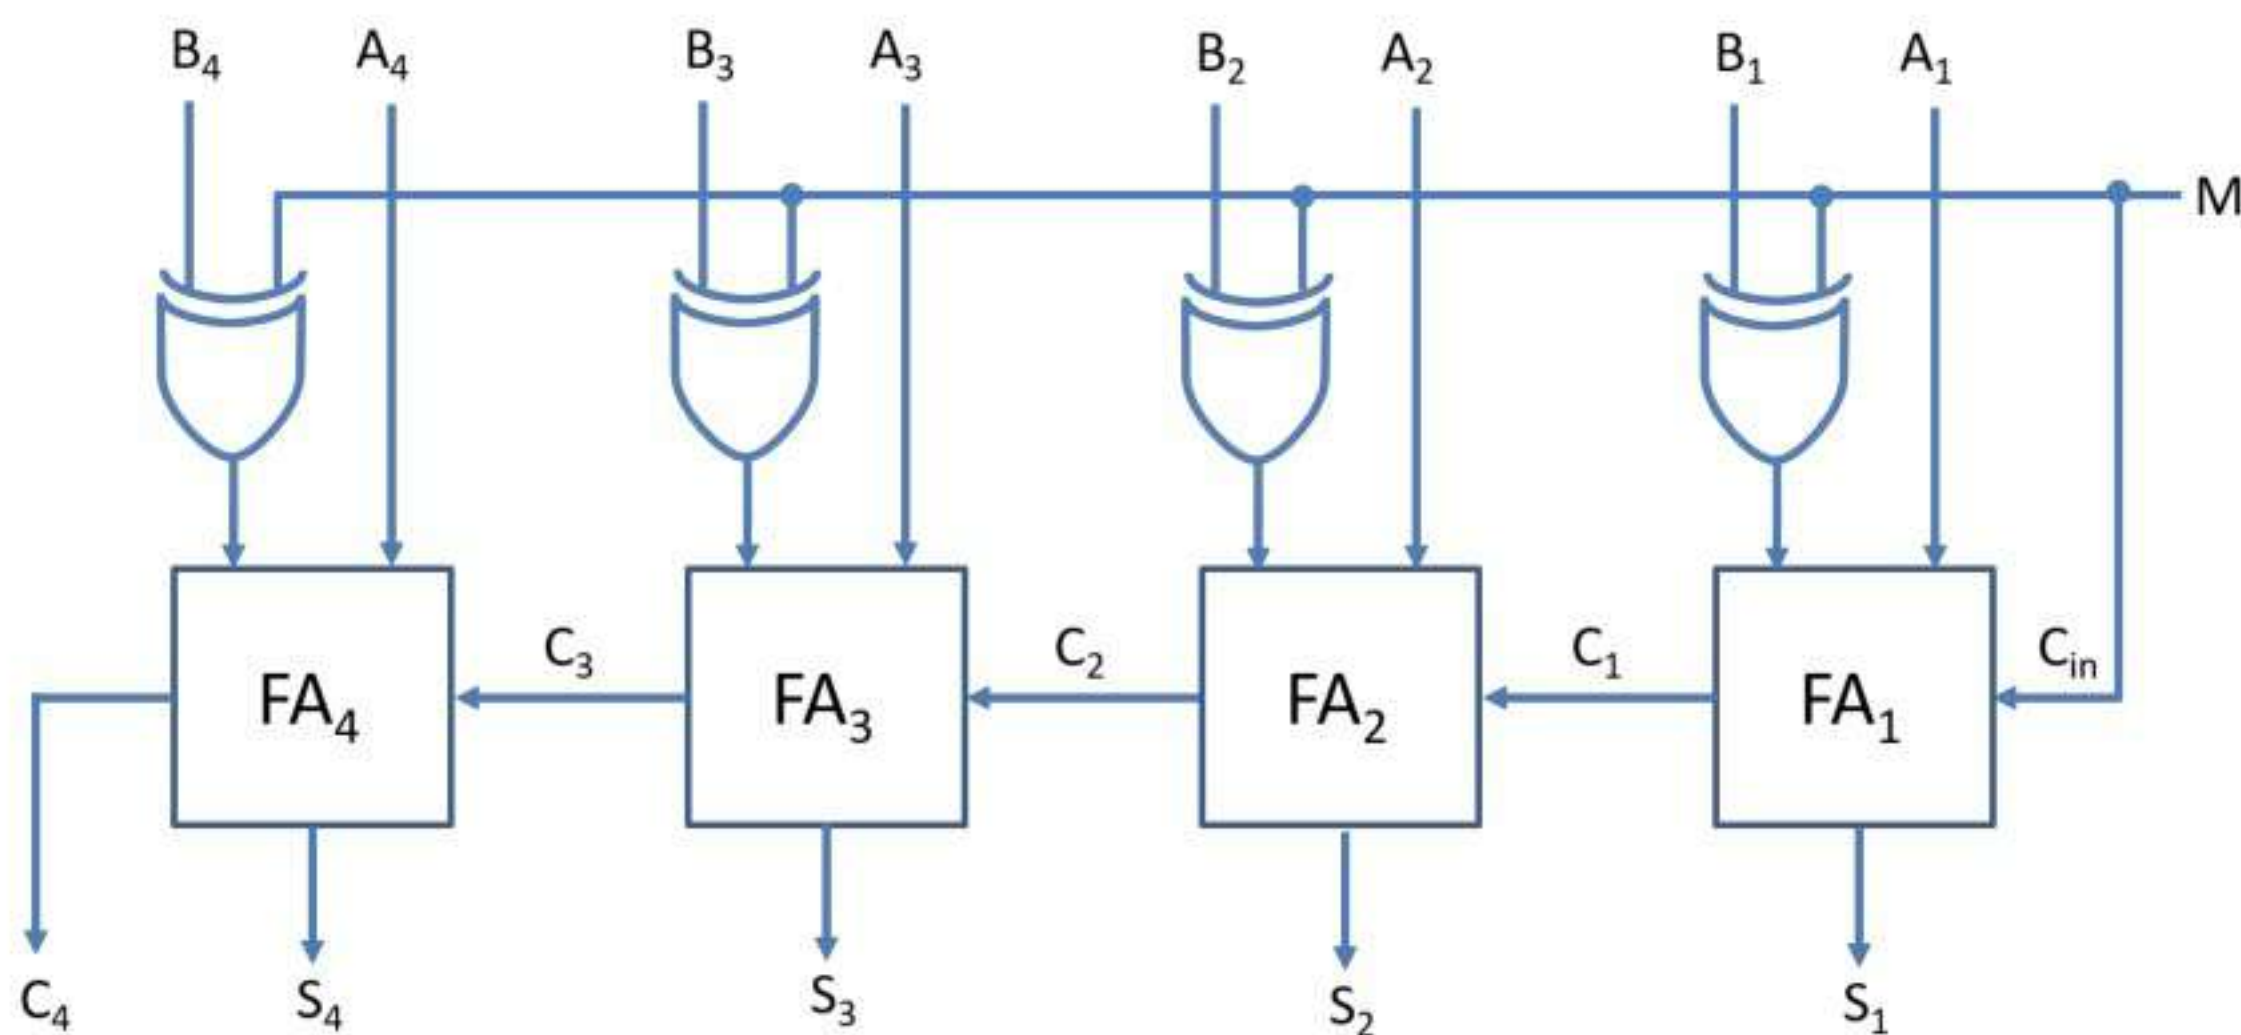 B₄ A₄ B₃ A₃ B₂ A₂ B₁ A₁
M
C₃ C₂ C₁ Cᵢₙ
FA₄ FA₃ FA₂ FA₁
C₄ S₄ S₃ S₂ S₁